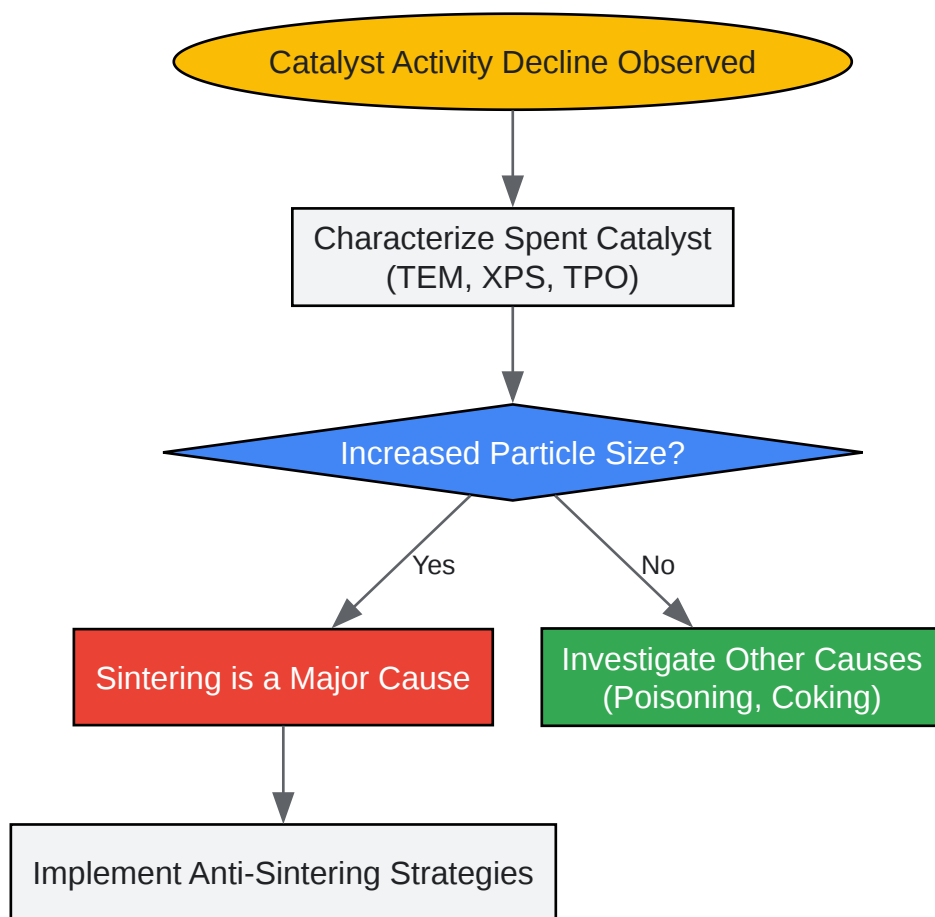 Catalyst Activity Decline Observed
Characterize Spent Catalyst
(TEM, XPS, TPO)
Increased Particle Size?
Yes
No
Sintering is a Major Cause
Investigate Other Causes
(Poisoning, Coking)
Implement Anti-Sintering Strategies